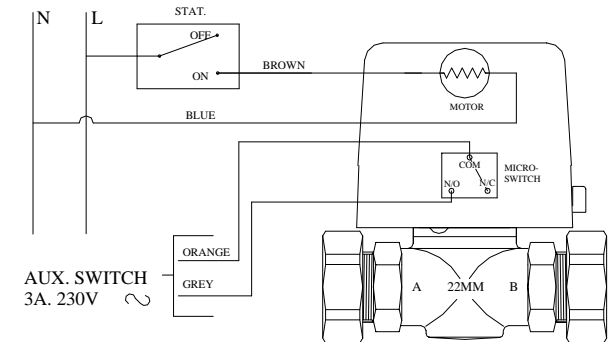 N
L
STAT.
OFF
ON
BROWN
MOTOR
BLUE
COM
N/O
N/C
MICRO-
SWITCH
ORANGE
GREY
AUX. SWITCH
3A. 230V
A
22MM
B